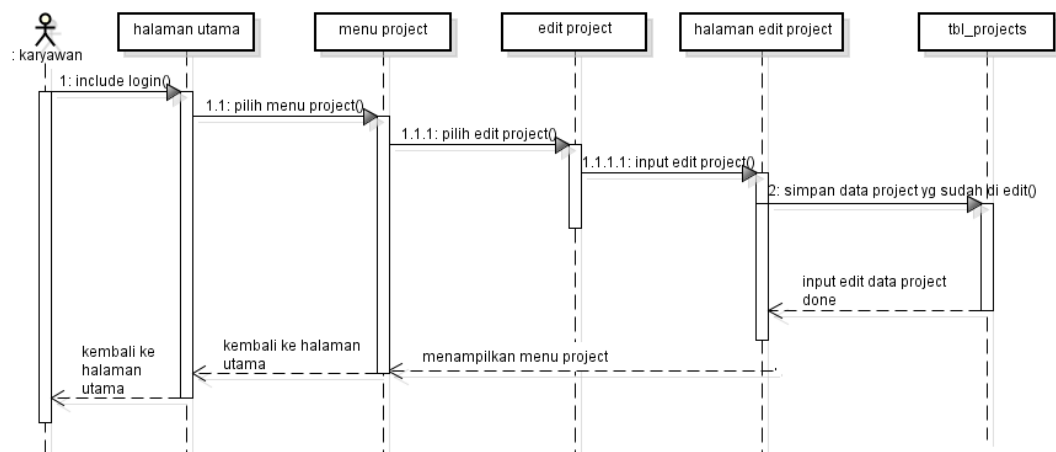 halaman utama
menu project
edit project
halaman edit project
tbl_projects
: karyawan
1: include login()
1.1: pilih menu project()
1.1.1: pilih edit project()
1.1.1.1: input edit project()
2: simpan data project yg sudah di edit()
input edit data project
done
menampilkan menu project
kembali ke halaman
utama
kembali ke
halaman
utama